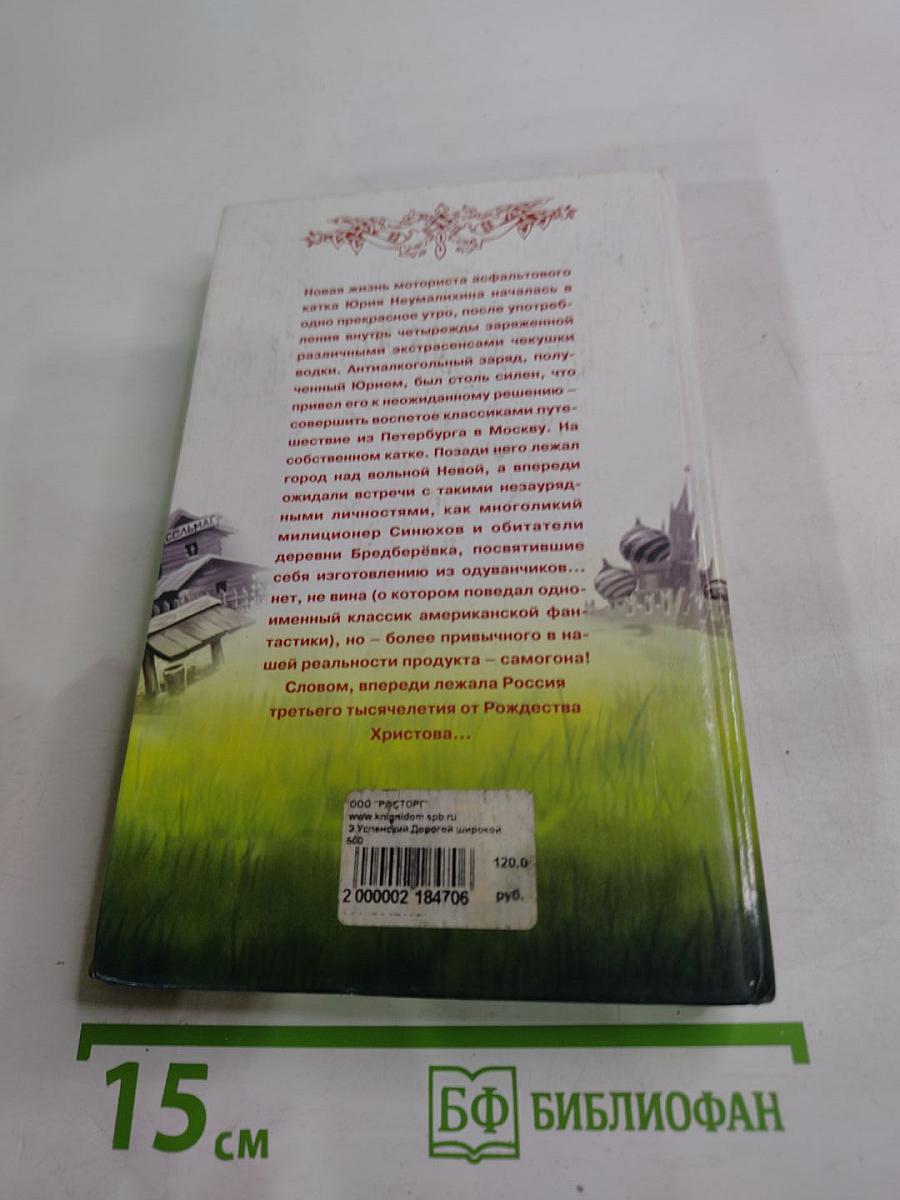 Новая жизнь моториста асфальтового
катка Юрия Неумалихина началась в
одно прекрасное утро, после употреб-
ления внутрь четырежды заряженной
различными экстрасенсами чекушки
водки. Антиалкогольный заряд, полу-
ченный Юрием, был столь силен, что
привел его к неожиданному решению –
совершить воспетое классиками путе-
шествие из Петербурга в Москву. На
собственном катке. Позади него лежал
город над вольной Невой, а впереди
ожидали встречи с такими незауряд-
ными личностями, как многоликий
милиционер Синюхов и обитатели
деревни Бредберёвка, посвятившие
себя изготовлению из одуванчиков...
нет, не вина (о котором поведал одно-
именный классик американской фан-
тастики), но – более привычного в на-
шей реальности продукта – самогона!
Словом, впереди лежала Россия
третьего тысячелетия от Рождества
Христова...
СЕЛЬМАГ
ООО "РОСТОРГ"
www.knignidom.spb.ru
Э.Успенский Дорогой широкой
500
120,0
2 000002 184706
руб.
15 см
БФ БИБЛИОФАН